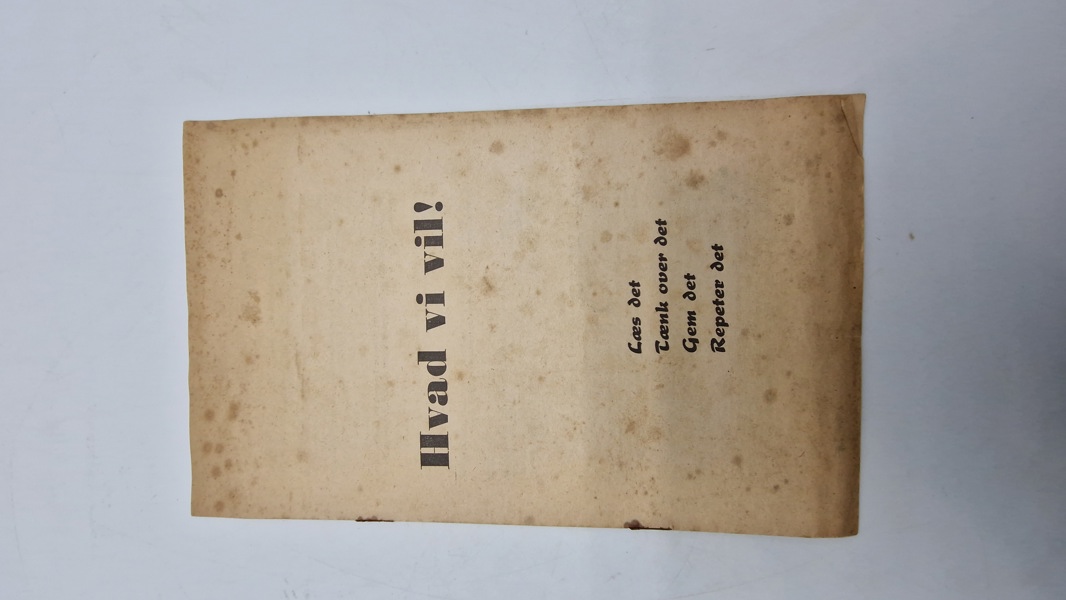 Hvad vi vil!
Læs det
Tænk over det
Gem det
Repeter det